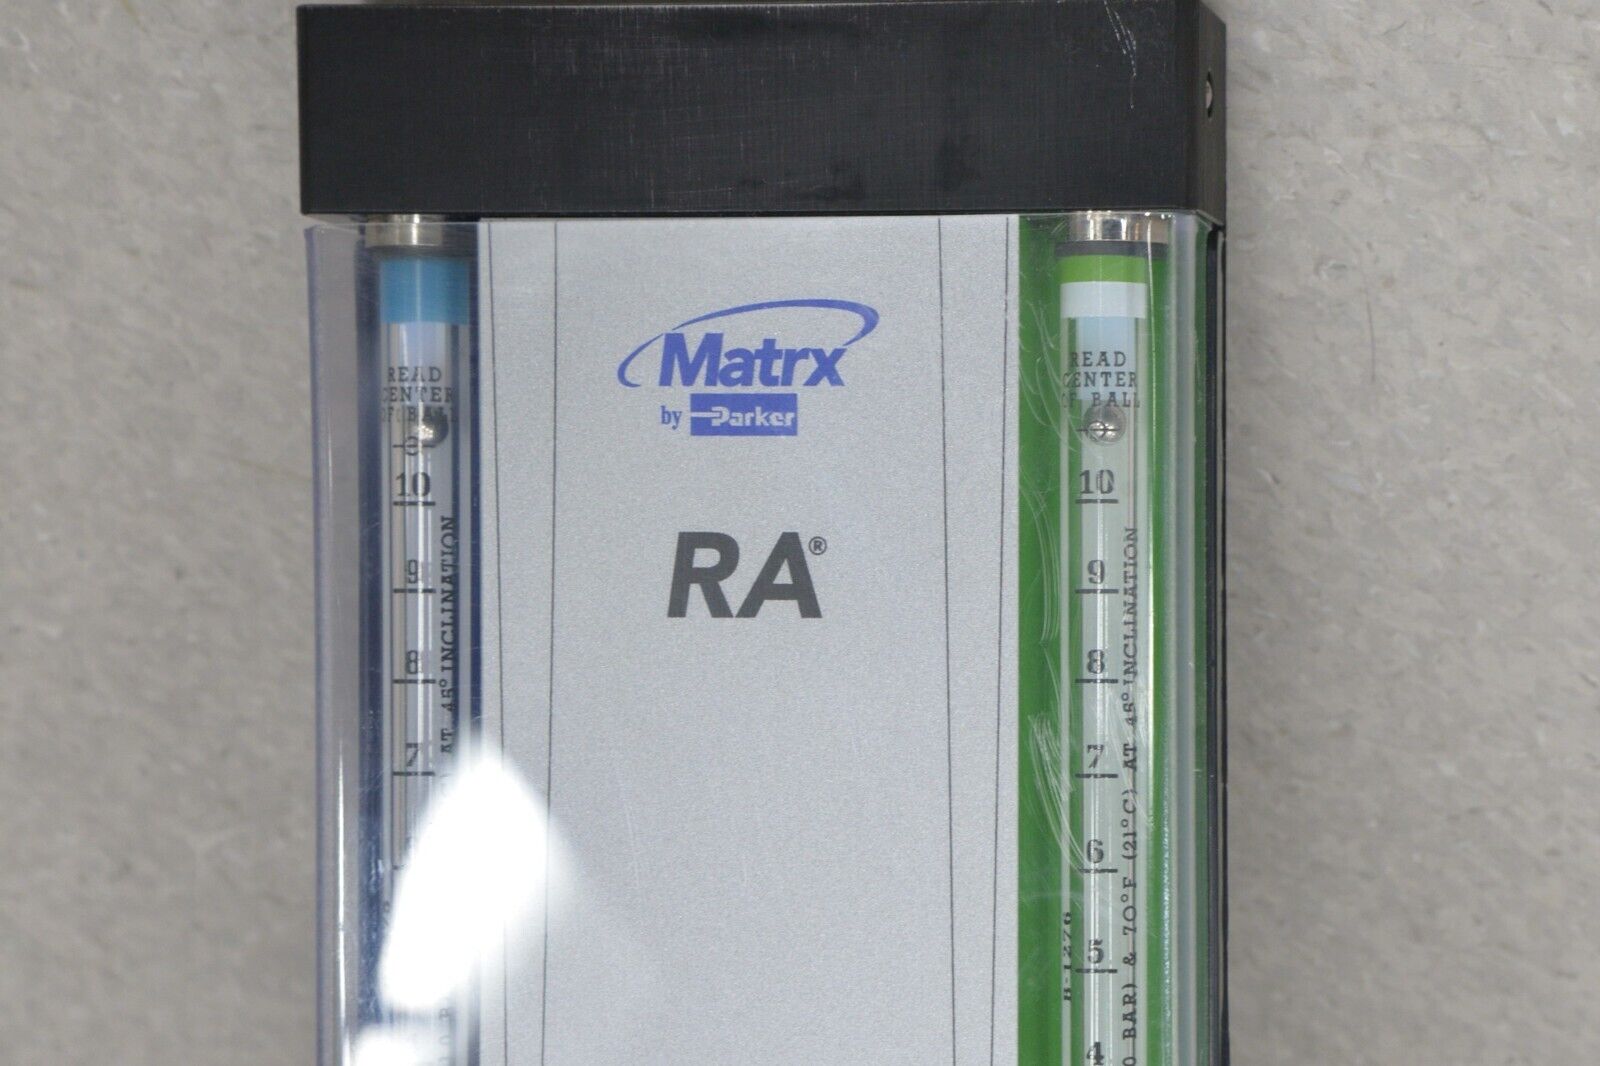 Matrx
by Parker
RA®
READ
CENTER
OF BALL
10
9
8
7
AT 45° INCLINATION
READ
CENTER
OF BALL
10
9
8
7
6
5
4
BAR) & 70°F (21°C) AT 45° INCLINATION